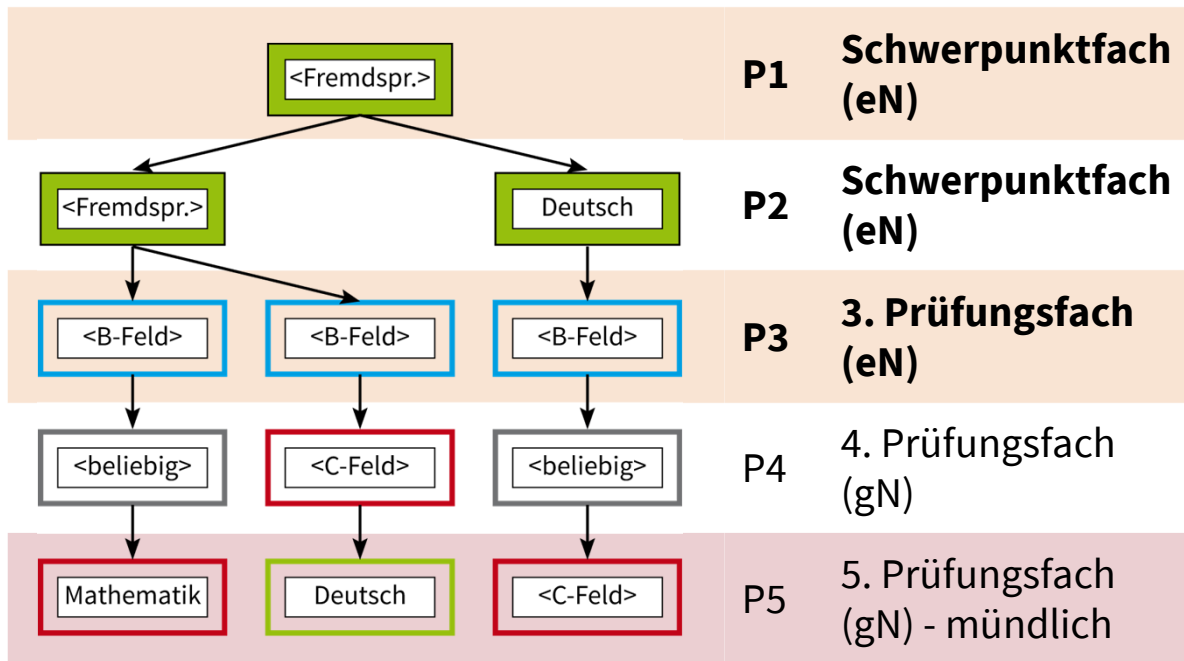 <Fremdspr.>
P1
Schwerpunktfach
(eN)
<Fremdspr.>
Deutsch
P2
Schwerpunktfach
(eN)
<B-Feld>
<B-Feld>
<B-Feld>
P3
3. Prüfungsfach
(eN)
<beliebig>
<C-Feld>
<beliebig>
P4
4. Prüfungsfach
(gN)
Mathematik
Deutsch
<C-Feld>
P5
5. Prüfungsfach
(gN) - mündlich